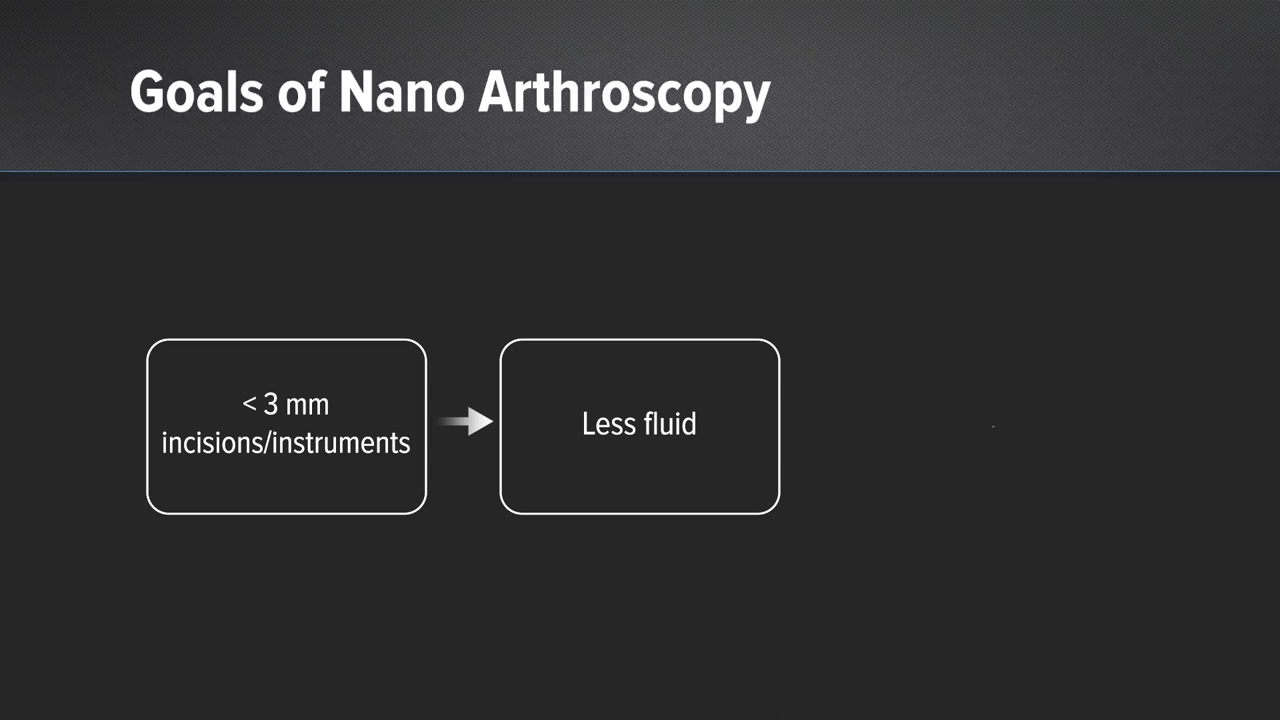 Goals of Nano Arthroscopy
< 3 mm
incisions/instruments
Less fluid